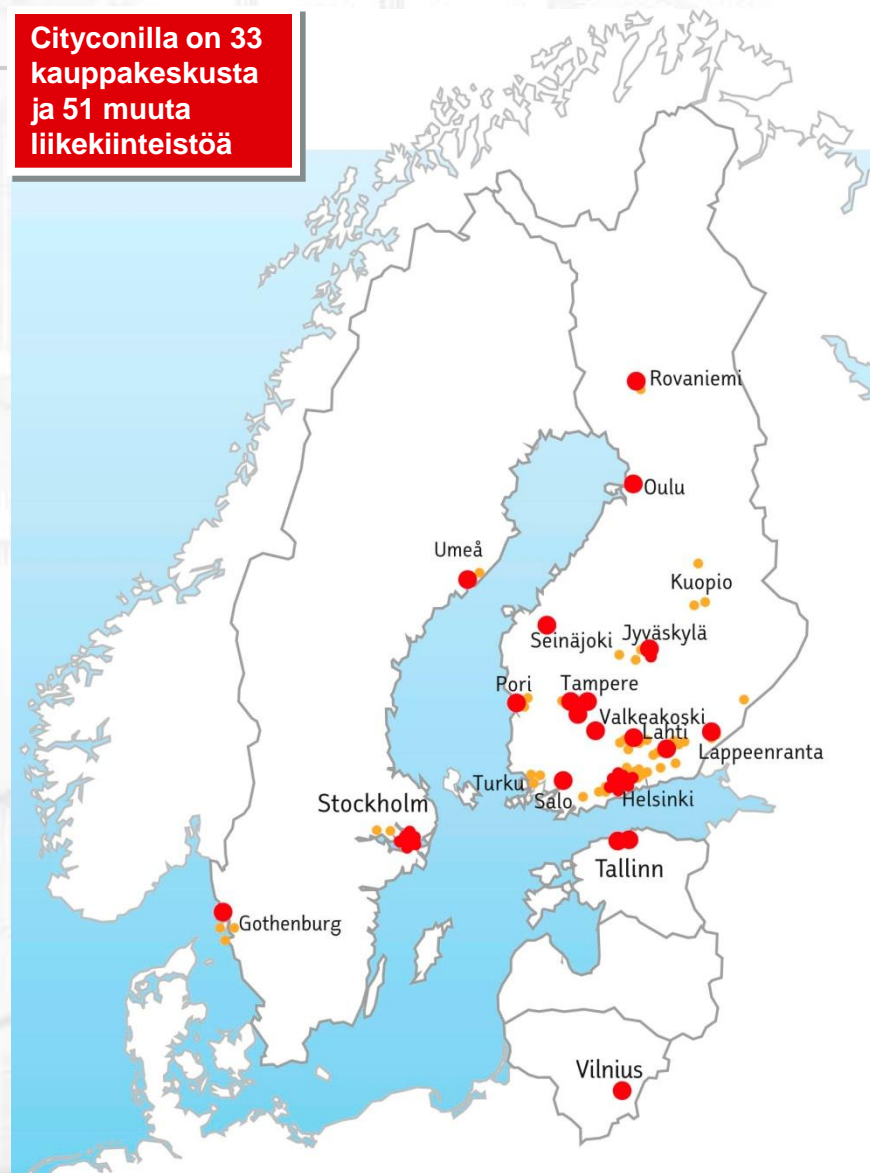 Cityconilla on 33
kauppakeskusta
ja 51 muuta
liikekiinteistöä
Rovaniemi
Oulu
Umeå
Kuopio
Seinäjoki
Jyväskylä
Pori
Tampere
Valkeakoski
Lahti
Lappeenranta
Turku
Salo
Helsinki
Stockholm
Tallinn
Gothenburg
Vilnius